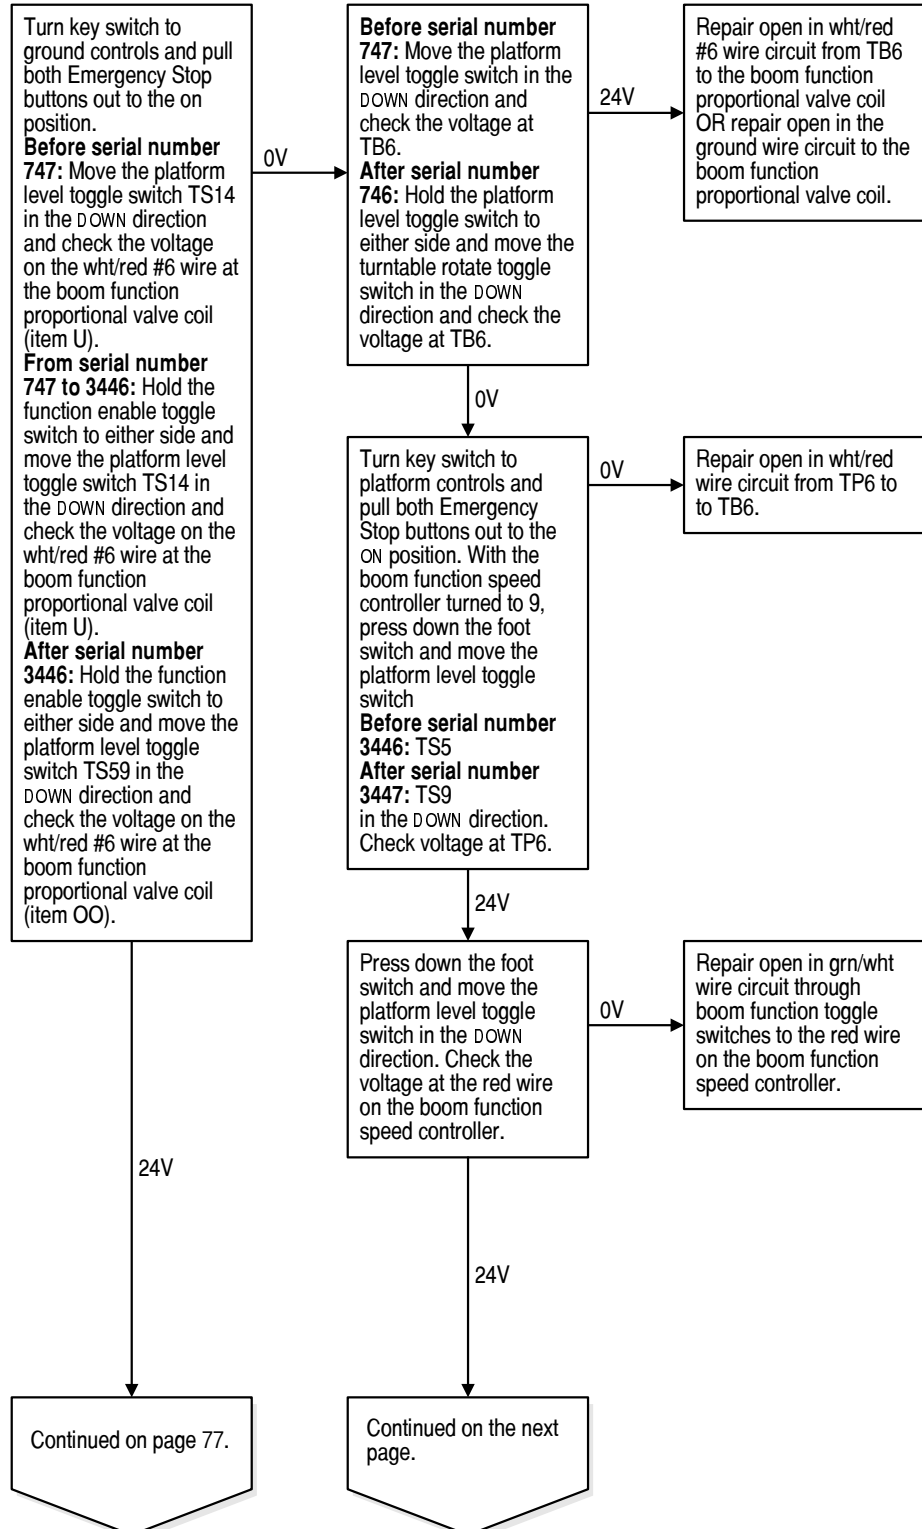 Turn key switch to
ground controls and pull
both Emergency Stop
buttons out to the on
position.
Before serial number
747: Move the platform
level toggle switch TS14
in the DOWN direction
and check the voltage
on the wht/red #6 wire at
the boom function
proportional valve coil
(item U).
From serial number
747 to 3446: Hold the
function enable toggle
switch to either side and
move the platform level
toggle switch TS14 in
the DOWN direction and
check the voltage on the
wht/red #6 wire at the
boom function
proportional valve coil
(item U).
After serial number
3446: Hold the function
enable toggle switch to
either side and move the
platform level toggle
switch TS59 in the
DOWN direction and
check the voltage on the
wht/red #6 wire at the
boom function
proportional valve coil
(item OO).
0V
Before serial number
747: Move the platform
level toggle switch in the
DOWN direction and
check the voltage at
TB6.
After serial number
746: Hold the platform
level toggle switch to
either side and move the
turntable rotate toggle
switch in the DOWN
direction and check the
voltage at TB6.
24V
Repair open in wht/red
#6 wire circuit from TB6
to the boom function
proportional valve coil
OR repair open in the
ground wire circuit to the
boom function
proportional valve coil.
0V
Turn key switch to
platform controls and
pull both Emergency
Stop buttons out to the
ON position. With the
boom function speed
controller turned to 9,
press down the foot
switch and move the
platform level toggle
switch
Before serial number
3446: TS5
After serial number
3447: TS9
in the DOWN direction.
Check voltage at TP6.
0V
Repair open in wht/red
wire circuit from TP6 to
to TB6.
24V
Press down the foot
switch and move the
platform level toggle
switch in the DOWN
direction. Check the
voltage at the red wire
on the boom function
speed controller.
0V
Repair open in grn/wht
wire circuit through
boom function toggle
switches to the red wire
on the boom function
speed controller.
24V
24V
Continued on page 77.
Continued on the next
page.